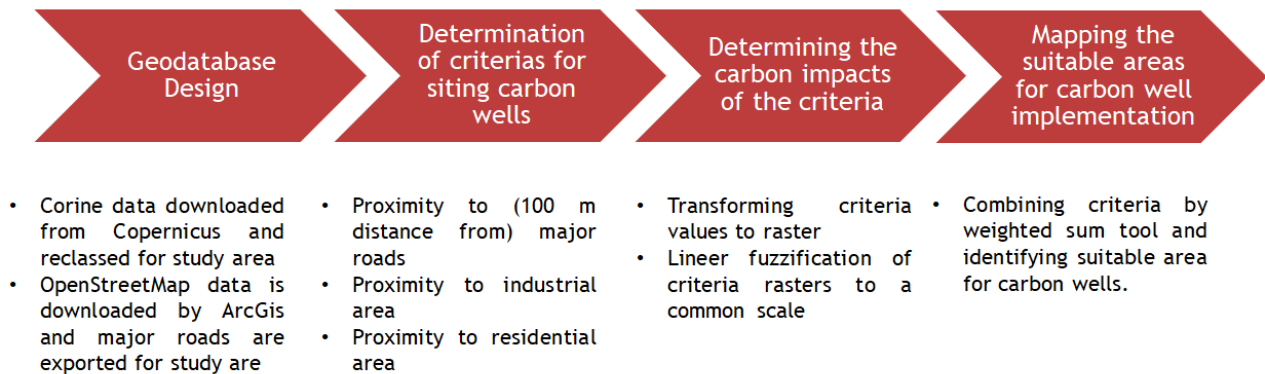 Geodatabase
Design
Determination
of criterias for
siting carbon
wells
Determining the
carbon impacts
of the criteria
Mapping the
suitable areas
for carbon well
implementation
• Corine data downloaded
from Copernicus and
reclassed for study area
• OpenStreetMap data is
downloaded by ArcGis
and major roads are
exported for study are
• Proximity to (100 m
distance from) major
roads
• Proximity to industrial
area
• Proximity to residential
area
• Transforming criteria
values to raster
• Lineer fuzzification of
criteria rasters to a
common scale
• Combining criteria by
weighted sum tool and
identifying suitable area
for carbon wells.